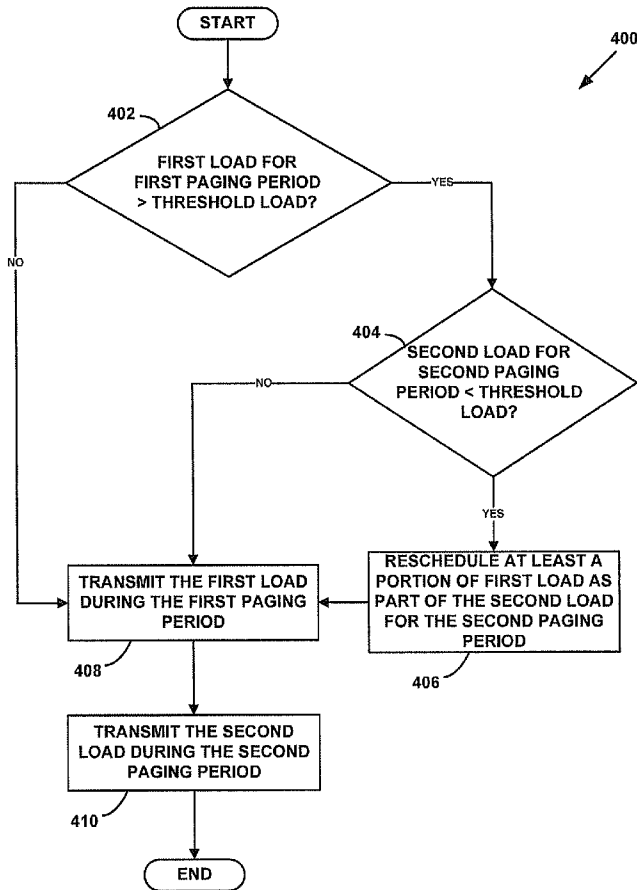 START
400
402
FIRST LOAD FOR
FIRST PAGING PERIOD
> THRESHOLD LOAD?
YES
NO
404
SECOND LOAD FOR
SECOND PAGING
PERIOD < THRESHOLD
LOAD?
NO
YES
TRANSMIT THE FIRST LOAD
DURING THE FIRST PAGING
PERIOD
408
RESCHEDULE AT LEAST A
PORTION OF FIRST LOAD AS
PART OF THE SECOND LOAD
FOR THE SECOND PAGING
PERIOD
406
TRANSMIT THE SECOND
LOAD DURING THE SECOND
PAGING PERIOD
410
END